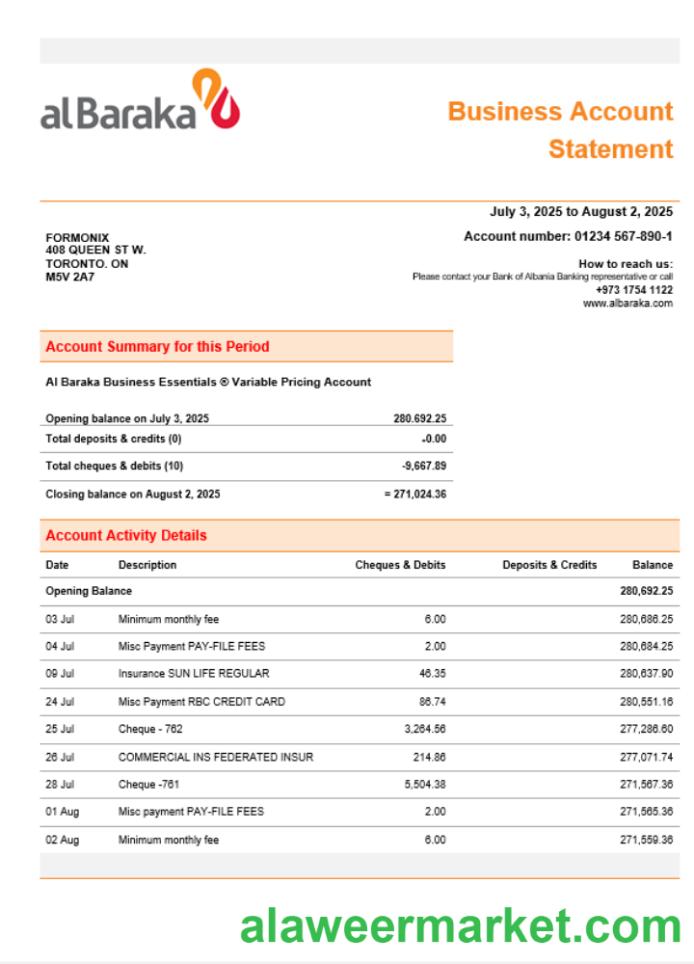 al Baraka
Business Account
Statement
July 3, 2025 to August 2, 2025
Account number: 01234 567-890-1
FORMONIX
408 QUEEN ST W.
TORONTO. ON
M5V 2A7
How to reach us:
Please contact your Bank of Albania Banking representative or call
+973 1754 1122
www.albaraka.com
Account Summary for this Period
Al Baraka Business Essentials ® Variable Pricing Account
Opening balance on July 3, 2025 280.692.25
Total deposits & credits (0) -0.00
Total cheques & debits (10) -9,667.89
Closing balance on August 2, 2025 = 271,024.36
Account Activity Details
Date Description Cheques & Debits Deposits & Credits Balance
Opening Balance 280,692.25
03 Jul Minimum monthly fee 6.00 280,686.25
04 Jul Misc Payment PAY-FILE FEES 2.00 280,684.25
09 Jul Insurance SUN LIFE REGULAR 46.35 280,637.90
24 Jul Misc Payment RBC CREDIT CARD 86.74 280,551.16
25 Jul Cheque - 762 3,264.56 277,286.60
26 Jul COMMERCIAL INS FEDERATED INSUR 214.86 277,071.74
28 Jul Cheque -761 5,504.38 271,567.36
01 Aug Misc payment PAY-FILE FEES 2.00 271,565.36
02 Aug Minimum monthly fee 6.00 271,559.36
alaweermarket.com